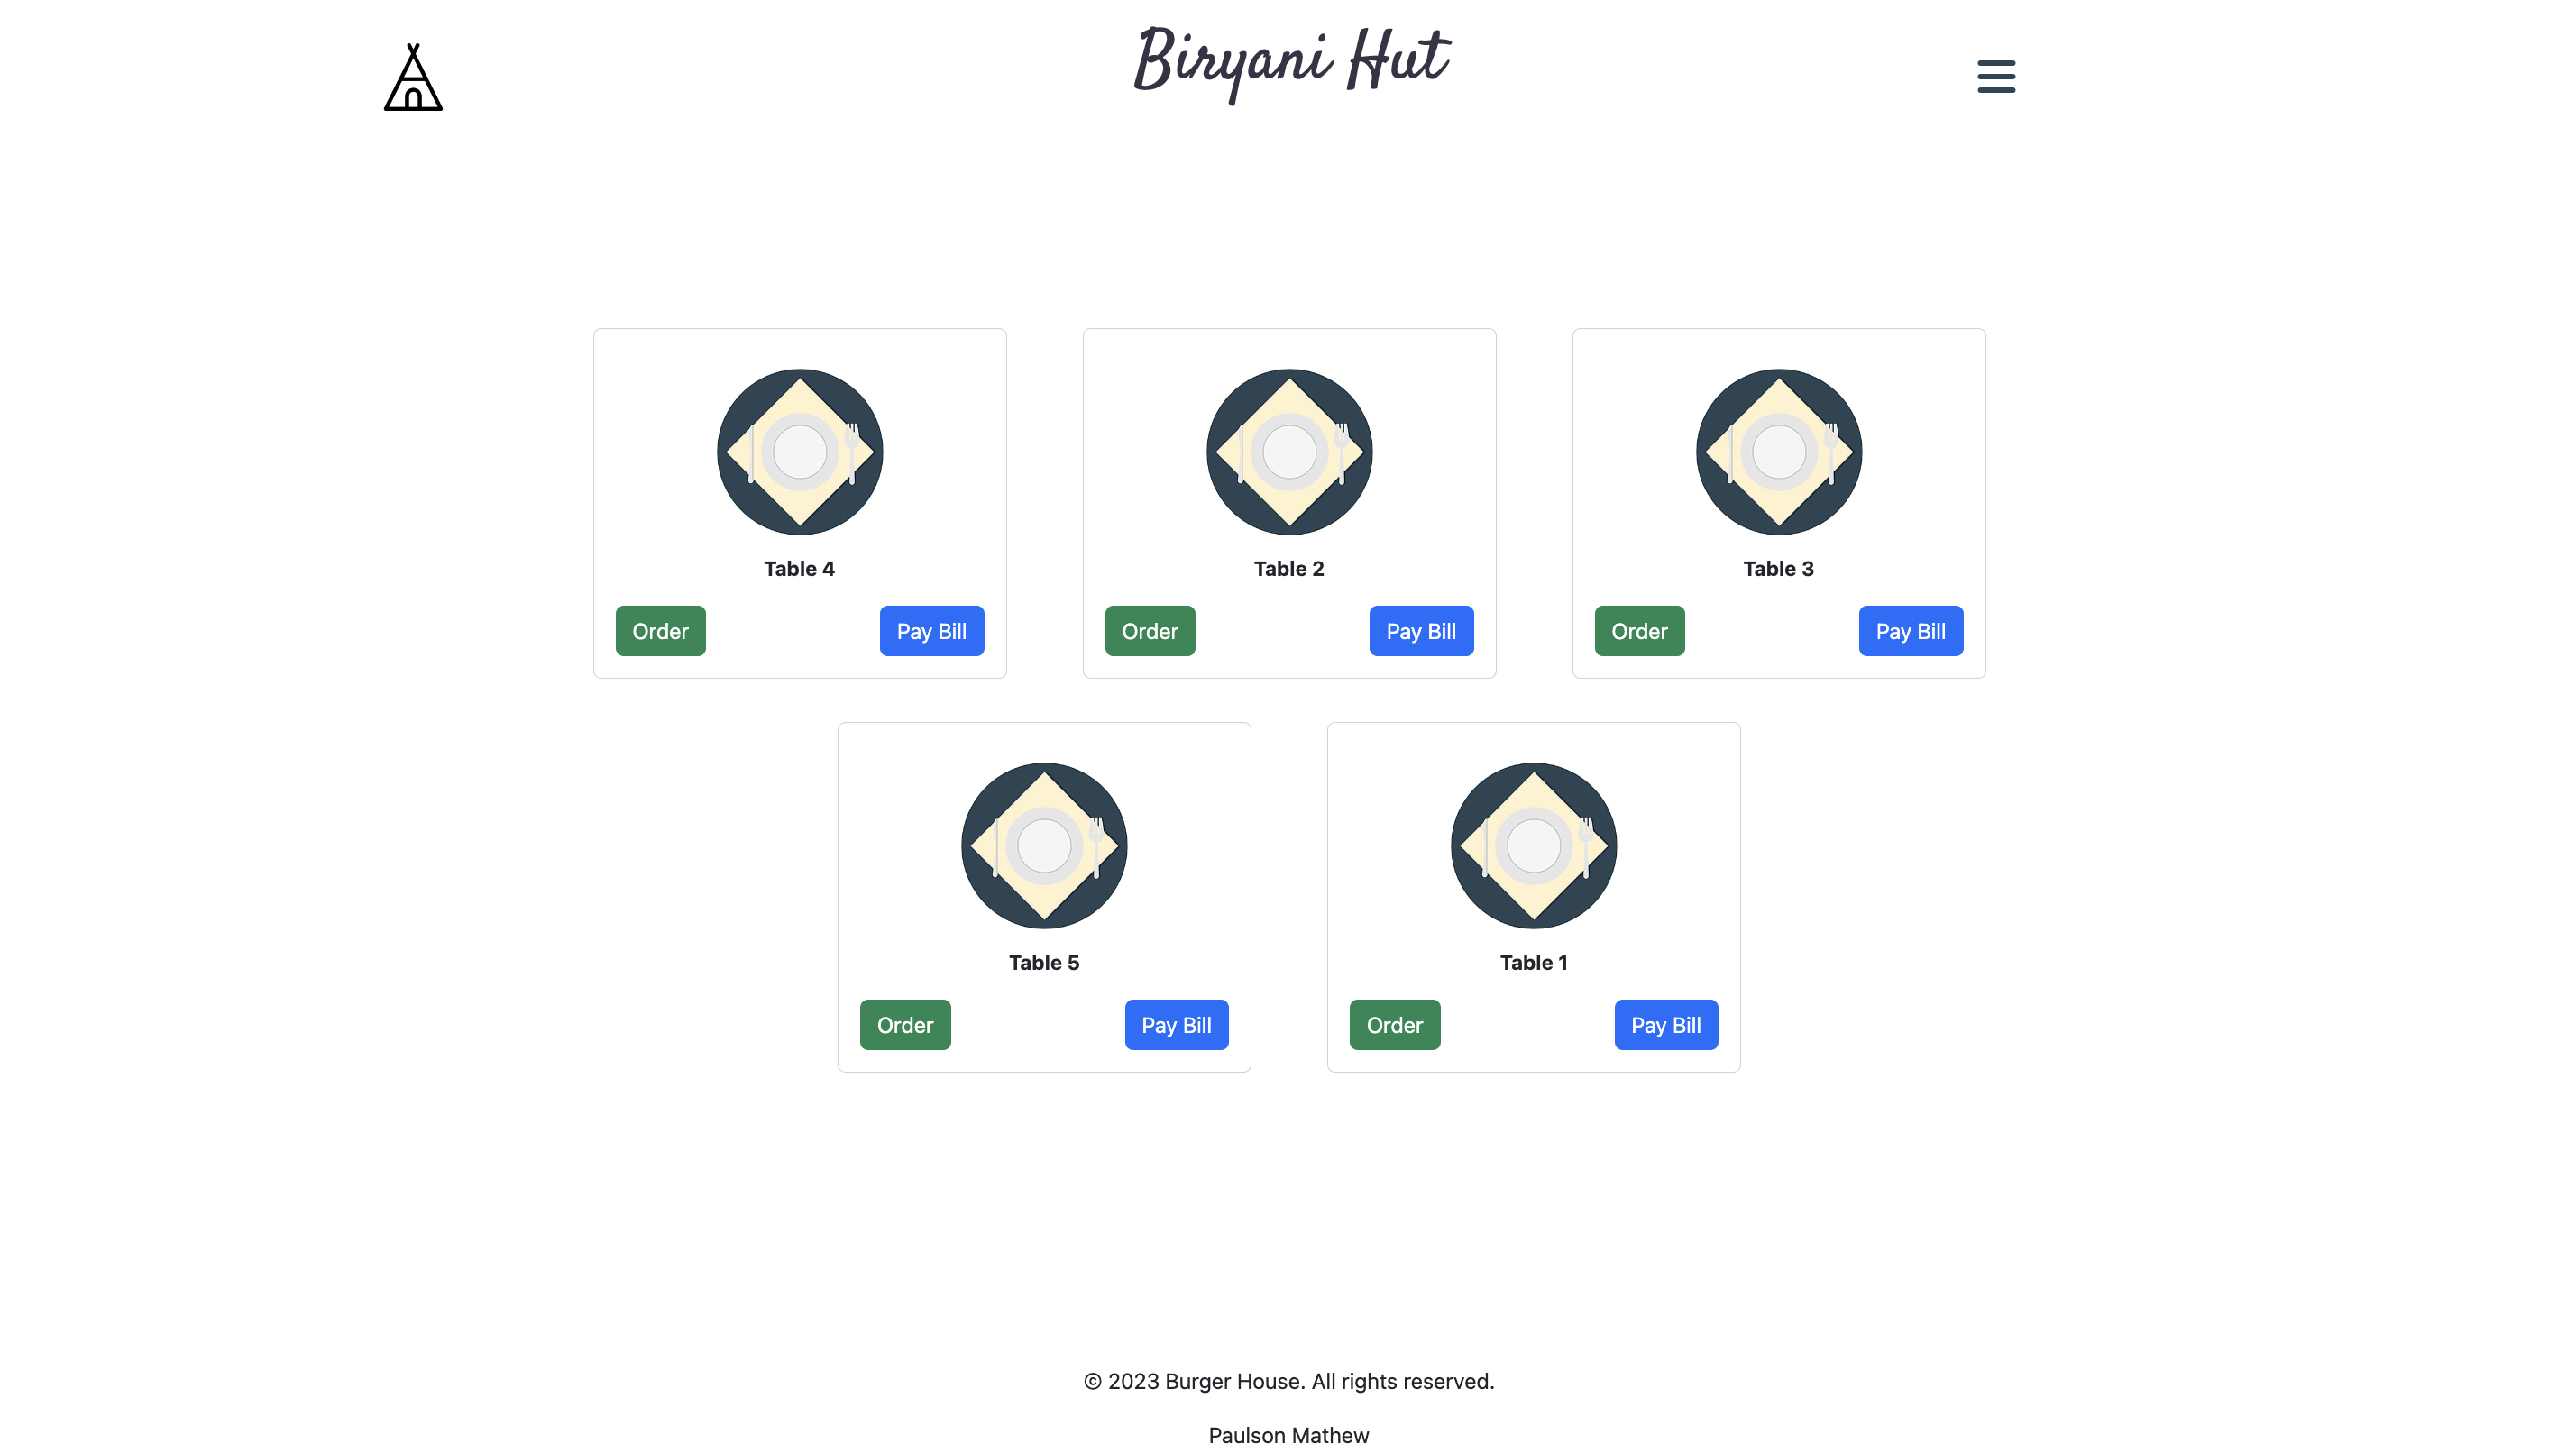 Biryani Hut
Table 4
Order Pay Bill
Table 2
Order Pay Bill
Table 3
Order Pay Bill
Table 5
Order Pay Bill
Table 1
Order Pay Bill
© 2023 Burger House. All rights reserved.
Paulson Mathew